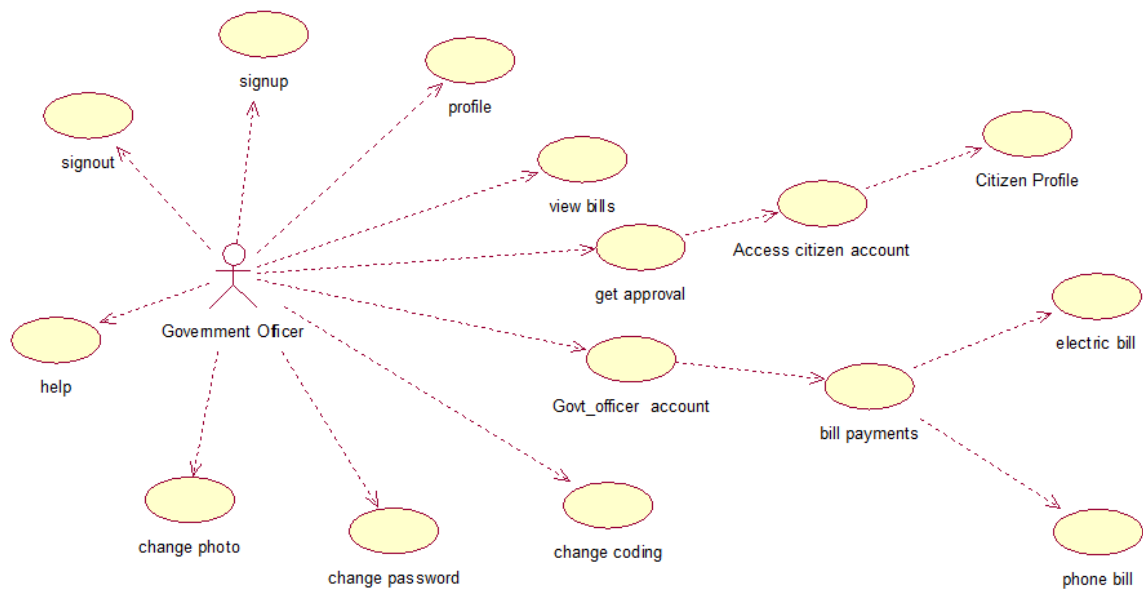 signup
profile
signout
Citizen Profile
view bills
Access citizen account
get approval
Government Officer
electric bill
help
Govt_officer account
bill payments
change photo
change coding
change password
phone bill